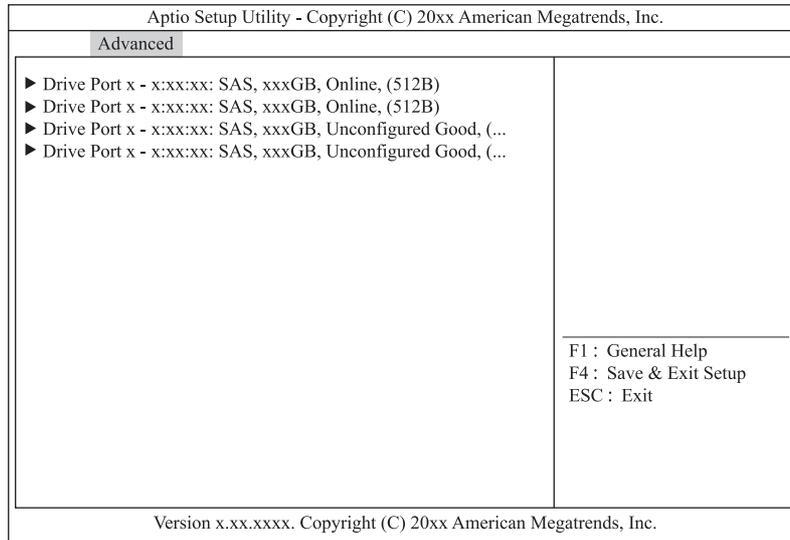 Aptio Setup Utility - Copyright (C) 20xx American Megatrends, Inc.
Advanced
▶ Drive Port x - x:xx:xx: SAS, xxxGB, Online, (512B)
▶ Drive Port x - x:xx:xx: SAS, xxxGB, Online, (512B)
▶ Drive Port x - x:xx:xx: SAS, xxxGB, Unconfigured Good, (...
▶ Drive Port x - x:xx:xx: SAS, xxxGB, Unconfigured Good, (...
F1 : General Help
F4 : Save & Exit Setup
ESC : Exit
Version x.xx.xxxx. Copyright (C) 20xx American Megatrends, Inc.